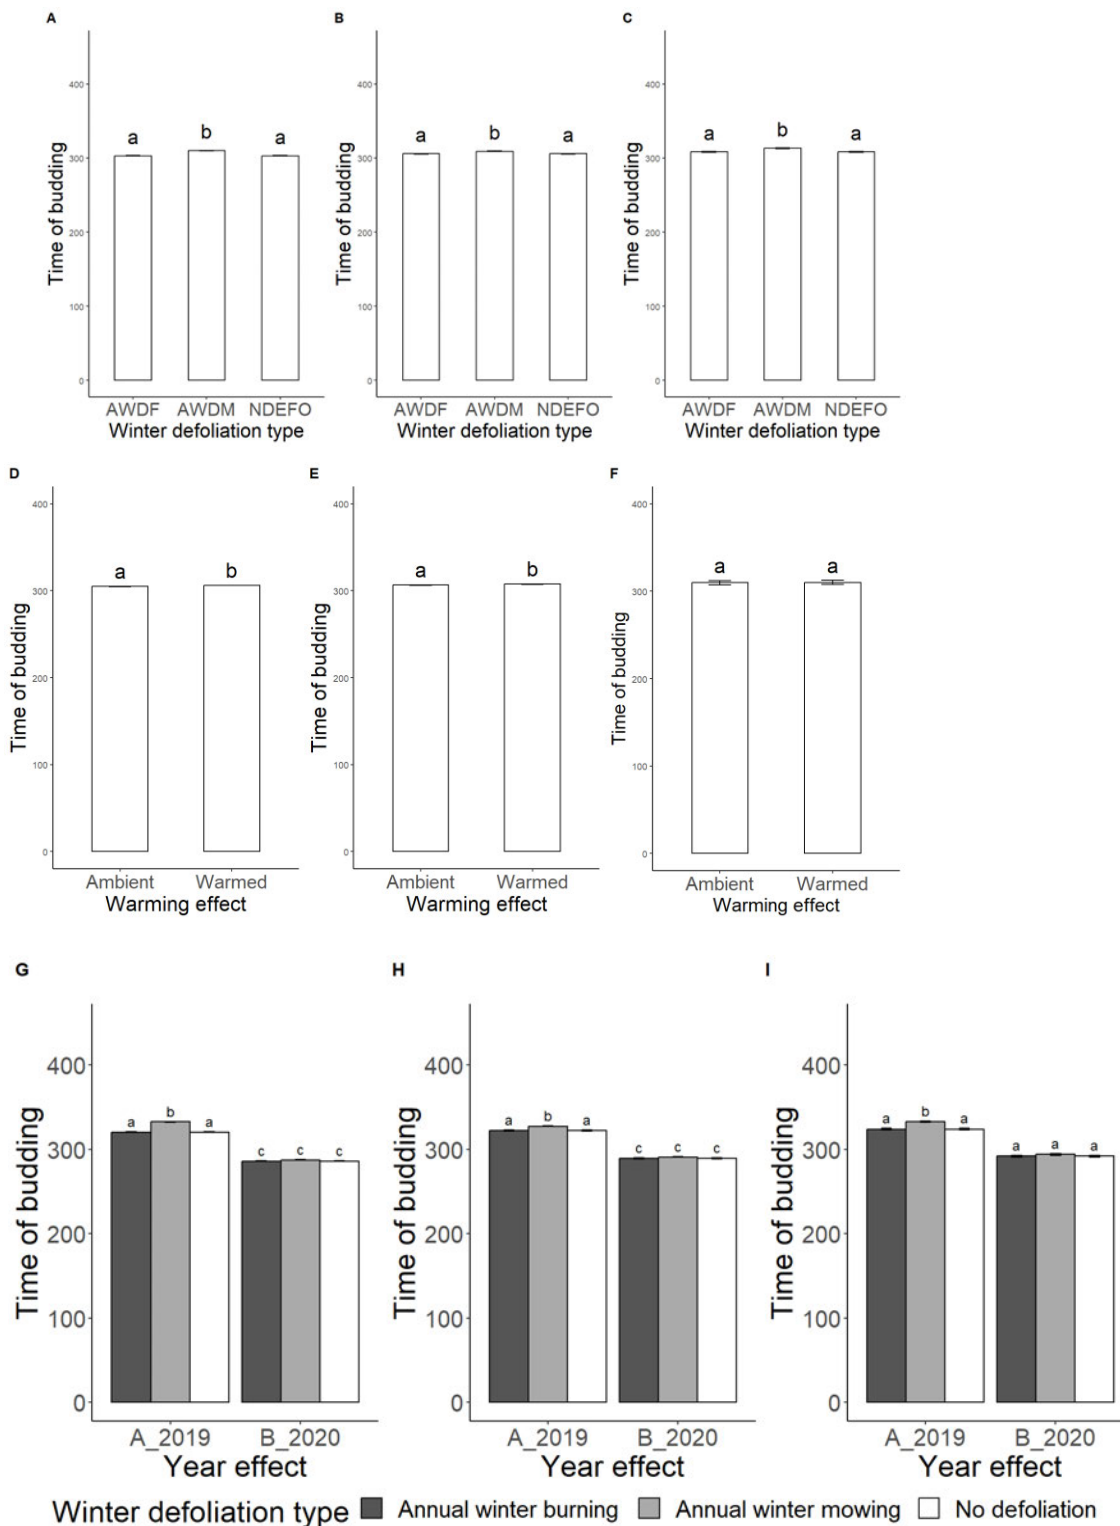 A B C
Time of budding Time of budding Time of budding
400 400 400
300 300 300
200 200 200
100 100 100
0 0 0
a b a a b a a b a
AWDF AWDM NDEFO AWDF AWDM NDEFO AWDF AWDM NDEFO
Winter defoliation type Winter defoliation type Winter defoliation type
D E F
Time of budding Time of budding Time of budding
400 400 400
300 300 300
200 200 200
100 100 100
0 0 0
a b a b a a
Ambient Warmed Ambient Warmed Ambient Warmed
Warming effect Warming effect Warming effect
G H I
Time of budding Time of budding Time of budding
400 400 400
300 300 300
200 200 200
100 100 100
0 0 0
a b a c c c a b a c c c a b a a a a
A_2019 B_2020 A_2019 B_2020 A_2019 B_2020
Year effect Year effect Year effect
Winter defoliation type Annual winter burning Annual winter mowing No defoliation